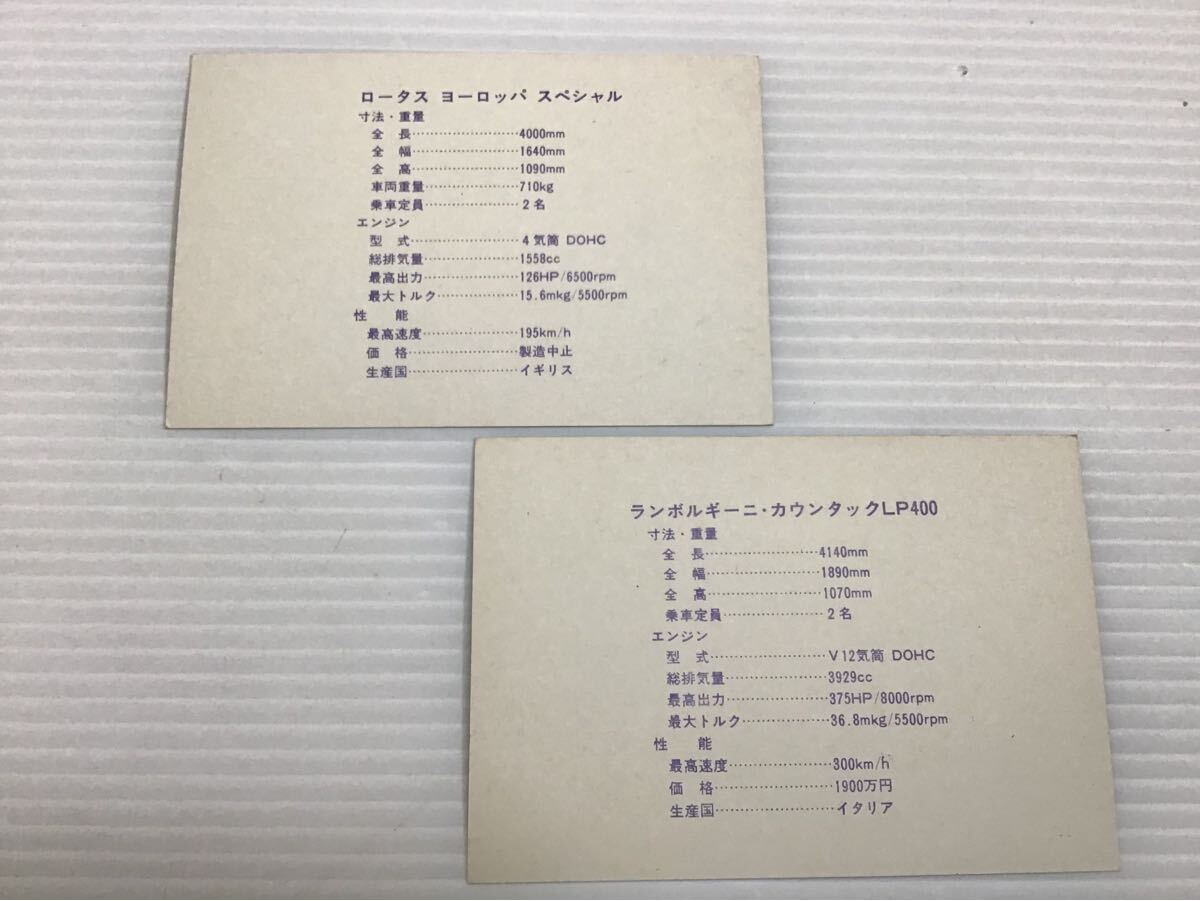 ロータス ヨーロッパ スペシャル
寸法・重量
全 長························4000mm
全 幅························1640mm
全 高························1090mm
車両重量·····················710kg
乗車定員·····················2名
エンジン
型 式························4気筒 DOHC
総排気量·····················1558cc
最高出力·····················126HP/6500rpm
最大トルク··················15.6mkg/5500rpm
性 能
最高速度·····················195km/h
価 格························製造中止
生産国·······················イギリス
ランボルギーニ・カウンタックLP400
寸法・重量
全 長························4140mm
全 幅························1890mm
全 高························1070mm
乗車定員·····················2名
エンジン
型 式························V12気筒 DOHC
総排気量·····················3929cc
最高出力·····················375HP/8000rpm
最大トルク··················36.8mkg/5500rpm
性 能
最高速度·····················300km/h
価 格························1900万円
生産国·······················イタリア